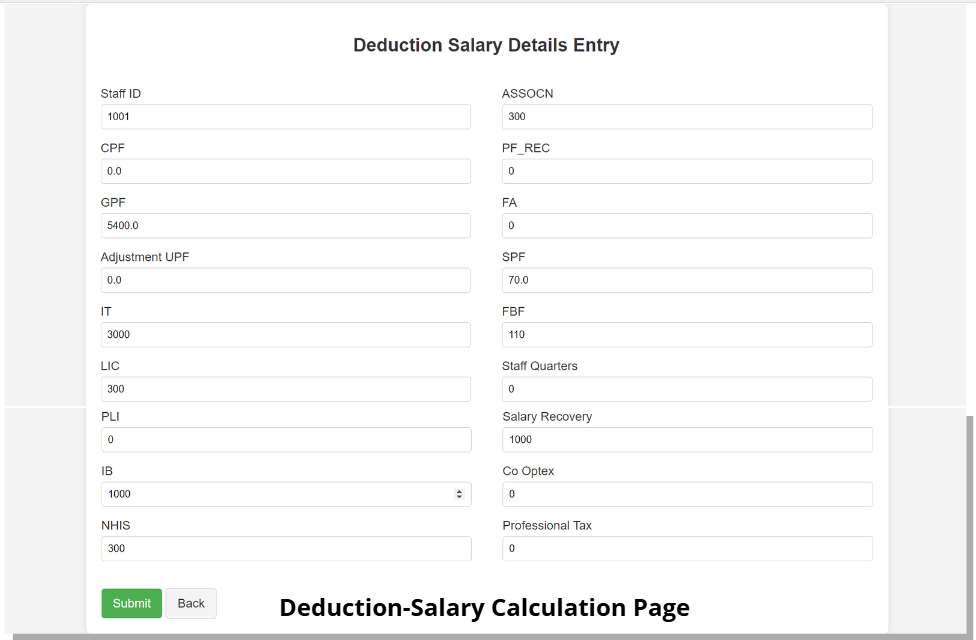 Deduction Salary Details Entry
Staff ID
1001
ASSOCN
300
CPF
0.0
PF_REC
0
GPF
5400.0
FA
0
Adjustment UPF
0.0
SPF
70.0
IT
3000
FBF
110
LIC
300
Staff Quarters
0
PLI
0
Salary Recovery
1000
IB
1000
Co Optex
0
NHIS
300
Professional Tax
0
Submit
Back
Deduction-Salary Calculation Page